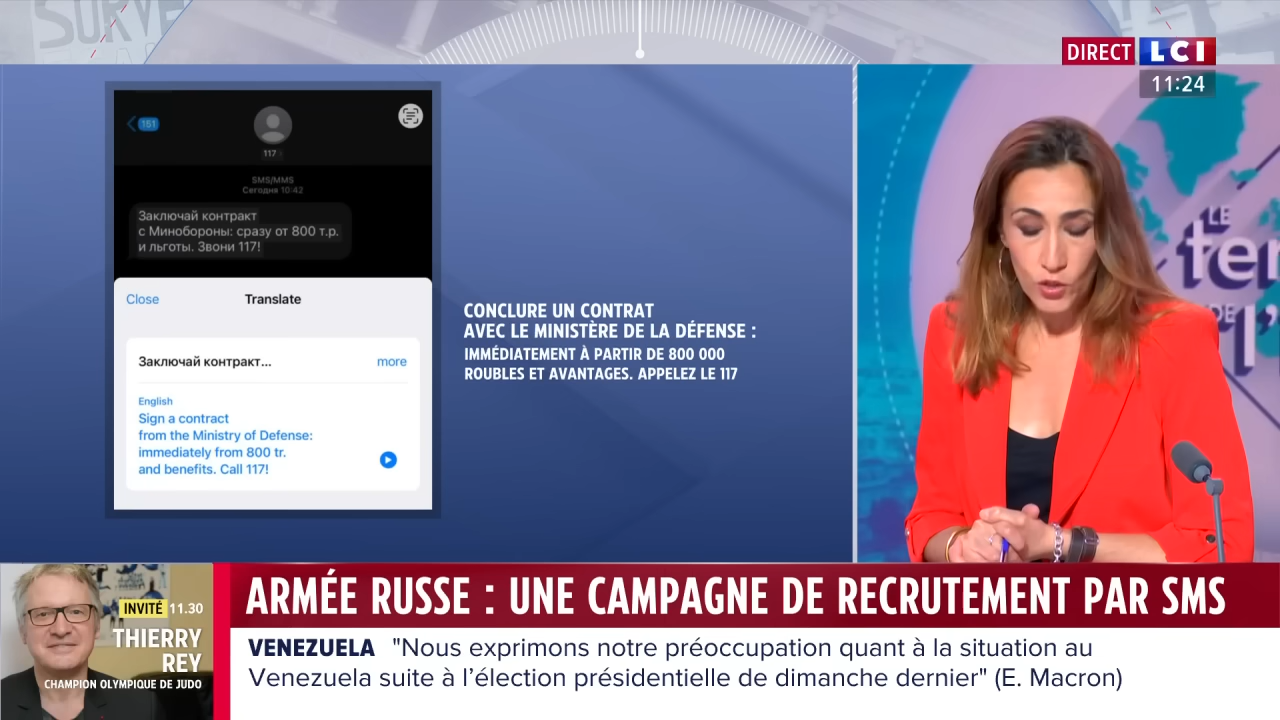 SURVE
DIRECT LCI
11:24
151
117
SMS/MMS
Сегодня 10:42
Заключай контракт
с Минобороны: сразу от 800 т.р.
и льготы. Звони 117!
Close
Translate
Заключай контракт...
more
English
Sign a contract
from the Ministry of Defense:
immediately from 800 tr.
and benefits. Call 117!
CONCLURE UN CONTRAT
AVEC LE MINISTÈRE DE LA DÉFENSE :
IMMÉDIATEMENT À PARTIR DE 800 000
ROUBLES ET AVANTAGES. APPELEZ LE 117
LE
DE
INVITÉ 11.30
THIERRY
REY
CHAMPION OLYMPIQUE DE JUDO
ARMÉE RUSSE : UNE CAMPAGNE DE RECRUTEMENT PAR SMS
VENEZUELA "Nous exprimons notre préoccupation quant à la situation au
Venezuela suite à l'élection présidentielle de dimanche dernier" (E. Macron)